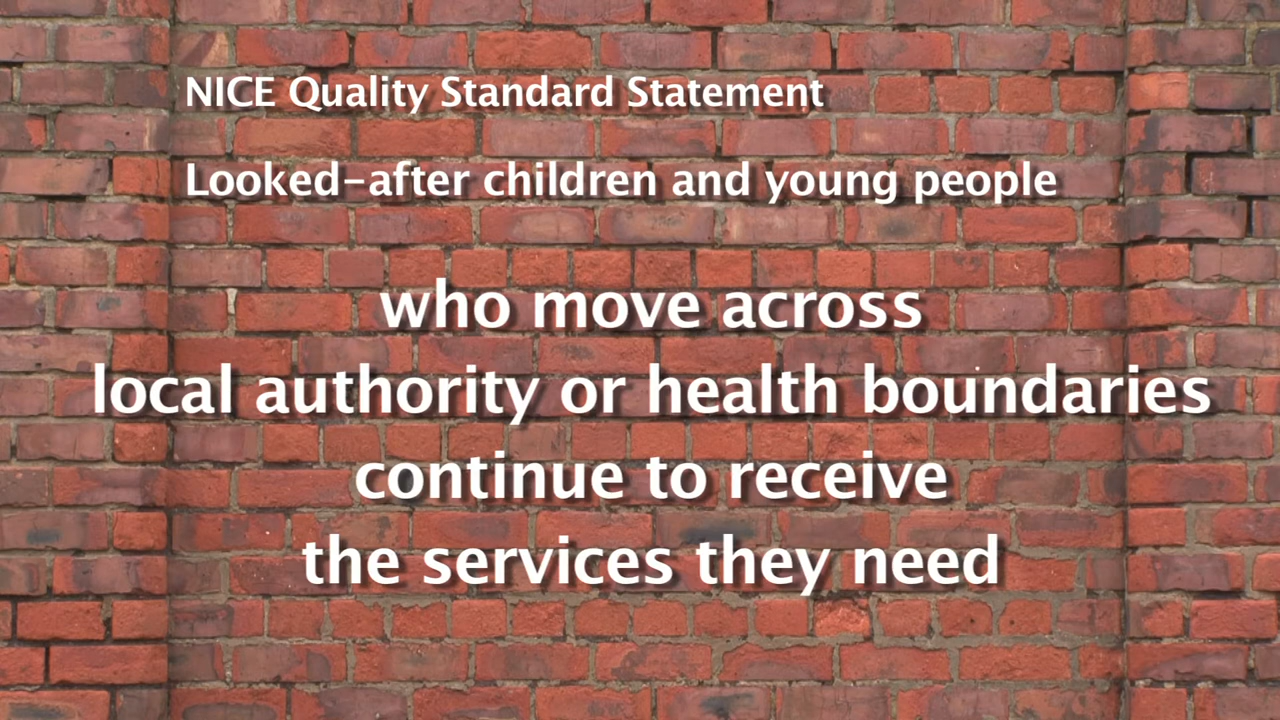 NICE Quality Standard Statement
Looked-after children and young people
who move across
local authority or health boundaries
continue to receive
the services they need